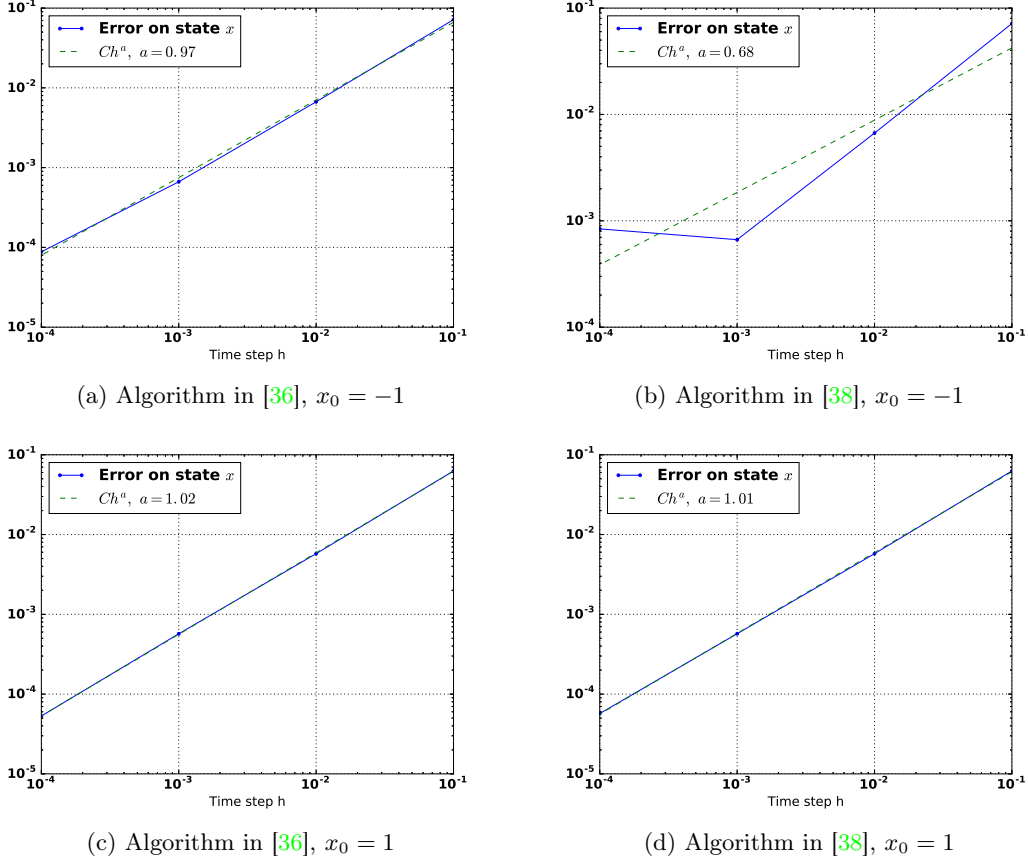 10^-1
10^-2
10^-3
10^-4
10^-5
Error on state x
Ch^a, a=0.97
10^-4 10^-3 10^-2 10^-1
Time step h
(a) Algorithm in [36], x_0 = −1
10^-1
10^-2
10^-3
10^-4
Error on state x
Ch^a, a=0.68
10^-4 10^-3 10^-2 10^-1
Time step h
(b) Algorithm in [38], x_0 = −1
10^-1
10^-2
10^-3
10^-4
10^-5
Error on state x
Ch^a, a=1.02
10^-4 10^-3 10^-2 10^-1
Time step h
(c) Algorithm in [36], x_0 = 1
10^-1
10^-2
10^-3
10^-4
10^-5
Error on state x
Ch^a, a=1.01
10^-4 10^-3 10^-2 10^-1
Time step h
(d) Algorithm in [38], x_0 = 1